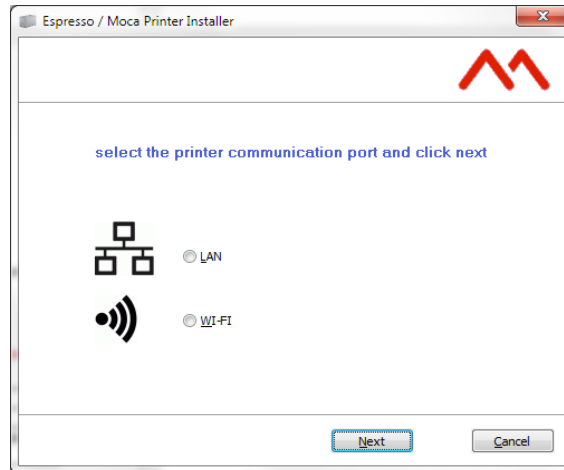 Espresso / Moca Printer Installer
select the printer communication port and click next
LAN
WI-FI
Next
Cancel